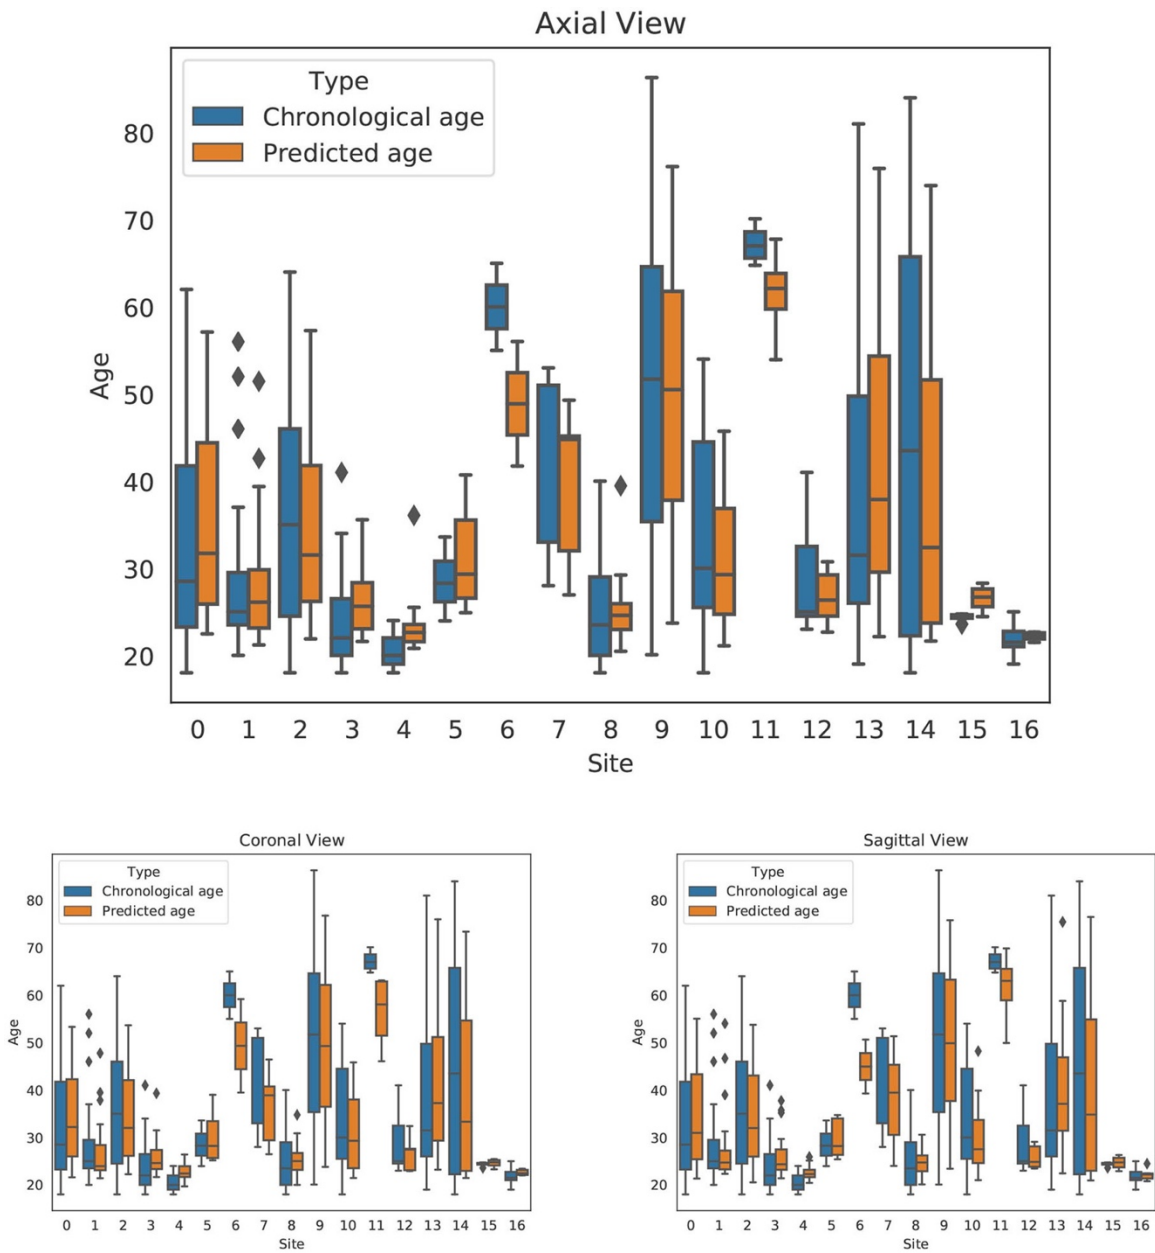 Axial View
Type
Chronological age
Predicted age
80
70
60
50
40
30
20
Age
0 1 2 3 4 5 6 7 8 9 10 11 12 13 14 15 16
Site
Coronal View
Type
Chronological age
Predicted age
80
70
60
50
40
30
20
Age
0 1 2 3 4 5 6 7 8 9 10 11 12 13 14 15 16
Site
Sagittal View
Type
Chronological age
Predicted age
80
70
60
50
40
30
20
Age
0 1 2 3 4 5 6 7 8 9 10 11 12 13 14 15 16
Site